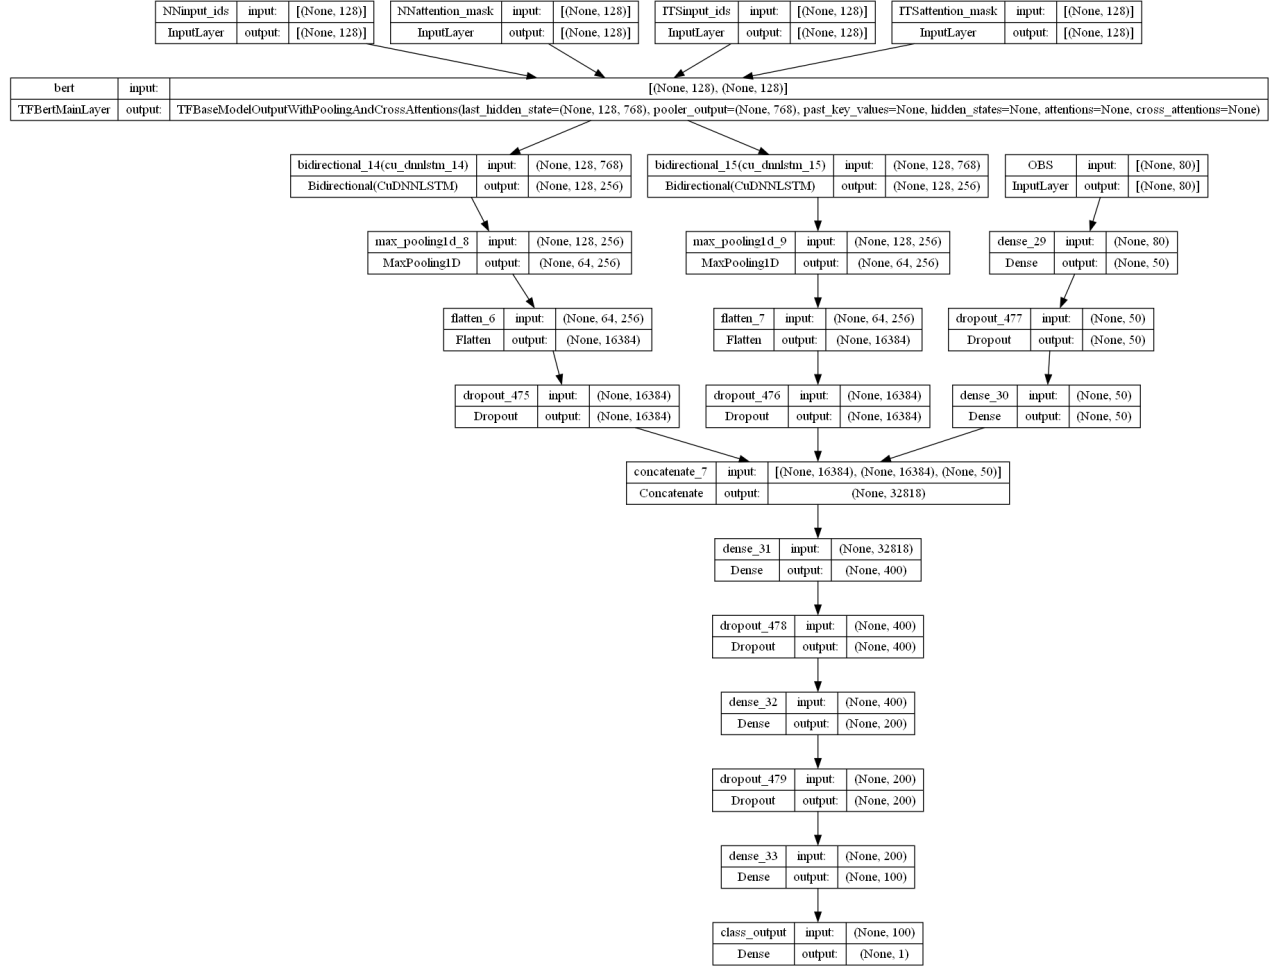 NNinput_ids input: [(None, 128)]
InputLayer output: [(None, 128)]
NNattention_mask input: [(None, 128)]
InputLayer output: [(None, 128)]
ITSinput_ids input: [(None, 128)]
InputLayer output: [(None, 128)]
ITSattention_mask input: [(None, 128)]
InputLayer output: [(None, 128)]
bert input: [(None, 128), (None, 128)]
TFBertMainLayer output: TFBaseModelOutputWithPoolingAndCrossAttentions(last_hidden_state=(None, 128, 768), pooler_output=(None, 768), past_key_values=None, hidden_states=None, attentions=None, cross_attentions=None)
bidirectional_14(cu_dnnlstm_14) input: (None, 128, 768)
Bidirectional(CuDNNLSTM) output: (None, 128, 256)
bidirectional_15(cu_dnnlstm_15) input: (None, 128, 768)
Bidirectional(CuDNNLSTM) output: (None, 128, 256)
OBS input: [(None, 80)]
InputLayer output: [(None, 80)]
max_pooling1d_8 input: (None, 128, 256)
MaxPooling1D output: (None, 64, 256)
max_pooling1d_9 input: (None, 128, 256)
MaxPooling1D output: (None, 64, 256)
dense_29 input: (None, 80)
Dense output: (None, 50)
flatten_6 input: (None, 64, 256)
Flatten output: (None, 16384)
flatten_7 input: (None, 64, 256)
Flatten output: (None, 16384)
dropout_477 input: (None, 50)
Dropout output: (None, 50)
dropout_475 input: (None, 16384)
Dropout output: (None, 16384)
dropout_476 input: (None, 16384)
Dropout output: (None, 16384)
dense_30 input: (None, 50)
Dense output: (None, 50)
concatenate_7 input: [(None, 16384), (None, 16384), (None, 50)]
Concatenate output: (None, 32818)
dense_31 input: (None, 32818)
Dense output: (None, 400)
dropout_478 input: (None, 400)
Dropout output: (None, 400)
dense_32 input: (None, 400)
Dense output: (None, 200)
dropout_479 input: (None, 200)
Dropout output: (None, 200)
dense_33 input: (None, 200)
Dense output: (None, 100)
class_output input: (None, 100)
Dense output: (None, 1)